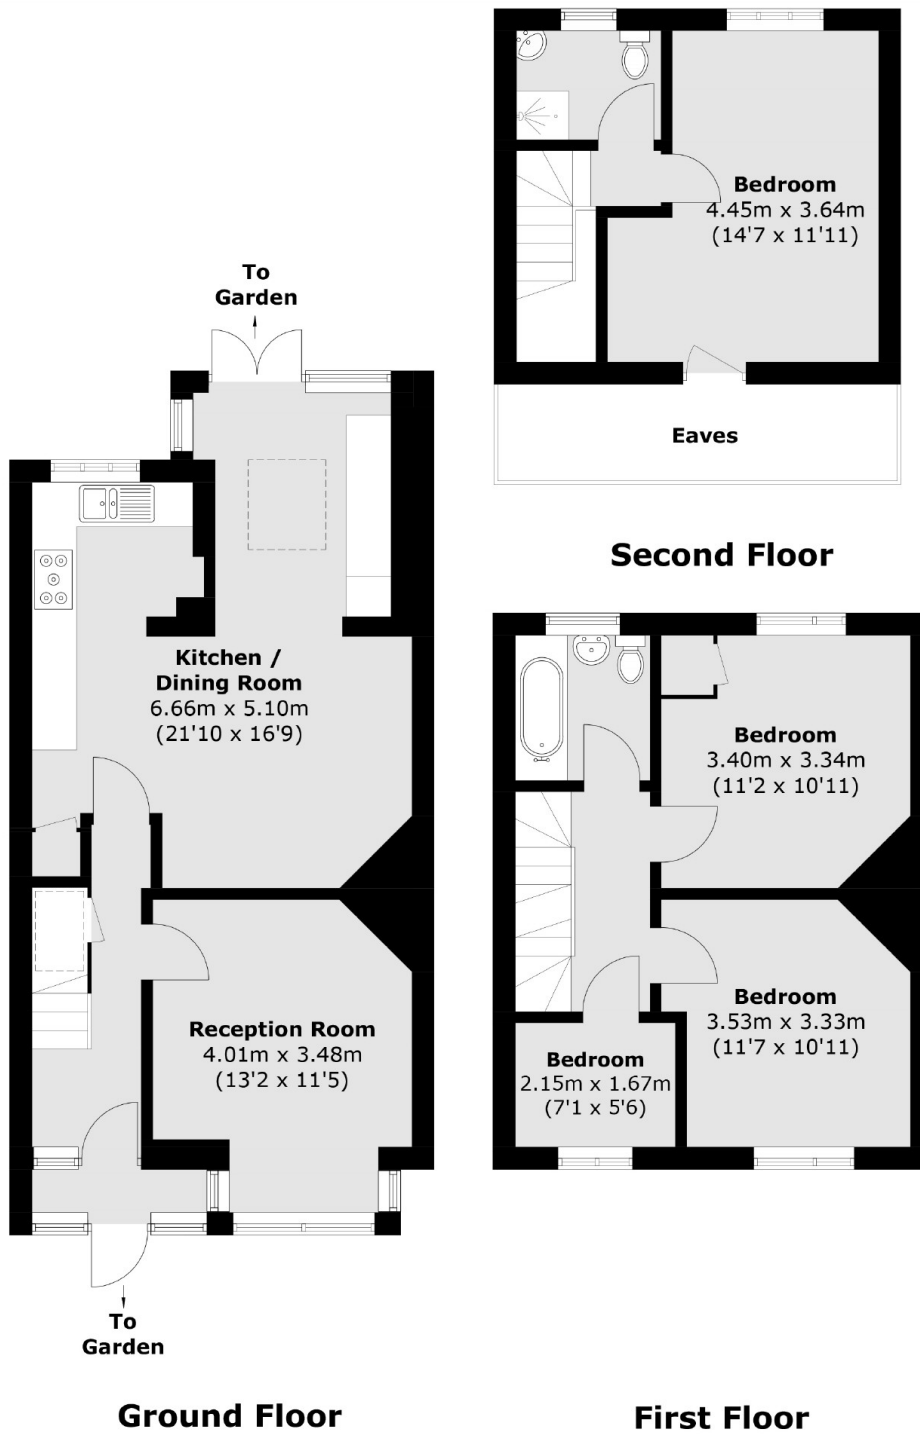 To
Garden
Kitchen /
Dining Room
6.66m x 5.10m
(21'10 x 16'9)
Reception Room
4.01m x 3.48m
(13'2 x 11'5)
To
Garden
Ground Floor
Bedroom
4.45m x 3.64m
(14'7 x 11'11)
Eaves
Second Floor
Bedroom
3.40m x 3.34m
(11'2 x 10'11)
Bedroom
3.53m x 3.33m
(11'7 x 10'11)
Bedroom
2.15m x 1.67m
(7'1 x 5'6)
First Floor